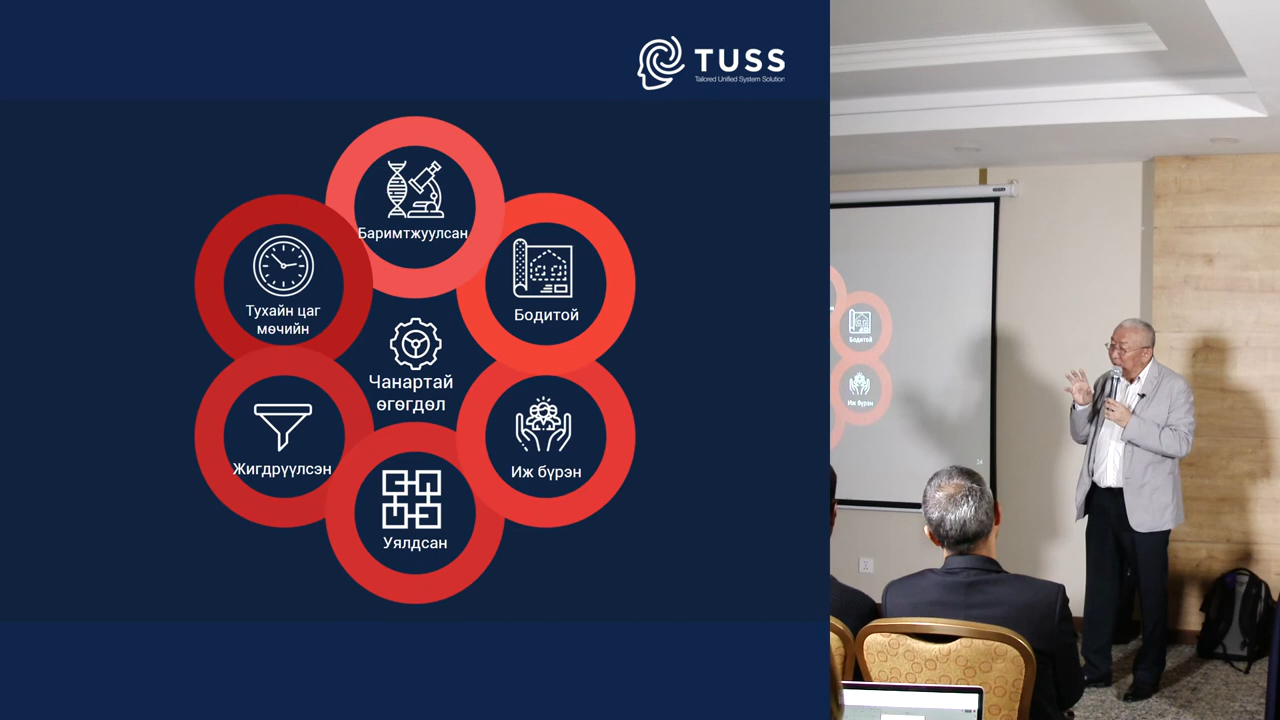 TUSS
Tailored Unified System Solution
Баримтжуулсан
Тухайн цаг
мөчийн
Бодитой
Чанартай
өгөгдөл
Жигдрүүлсэн
Иж бүрэн
Уялдсан
Бодитой
Иж бүрэн